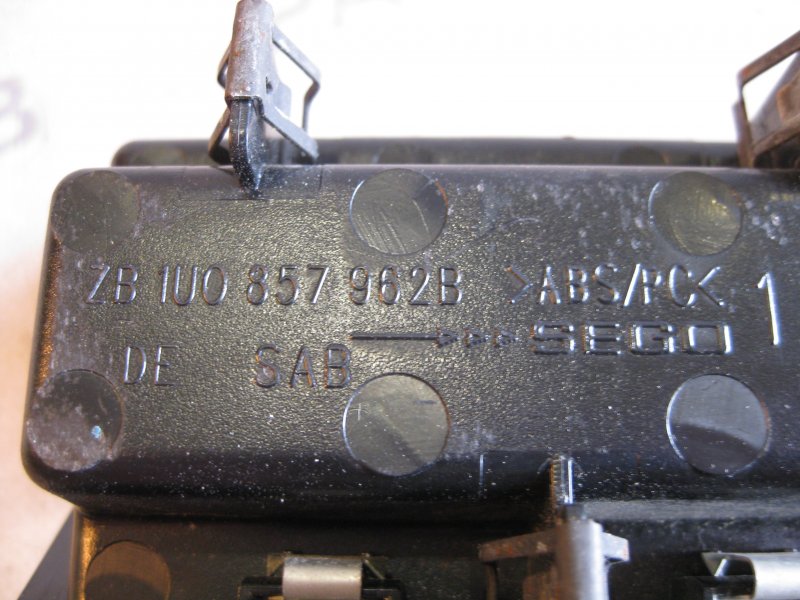 ZB 1U0 857 962B >ABS/PC< 1
DE SAB SEGO